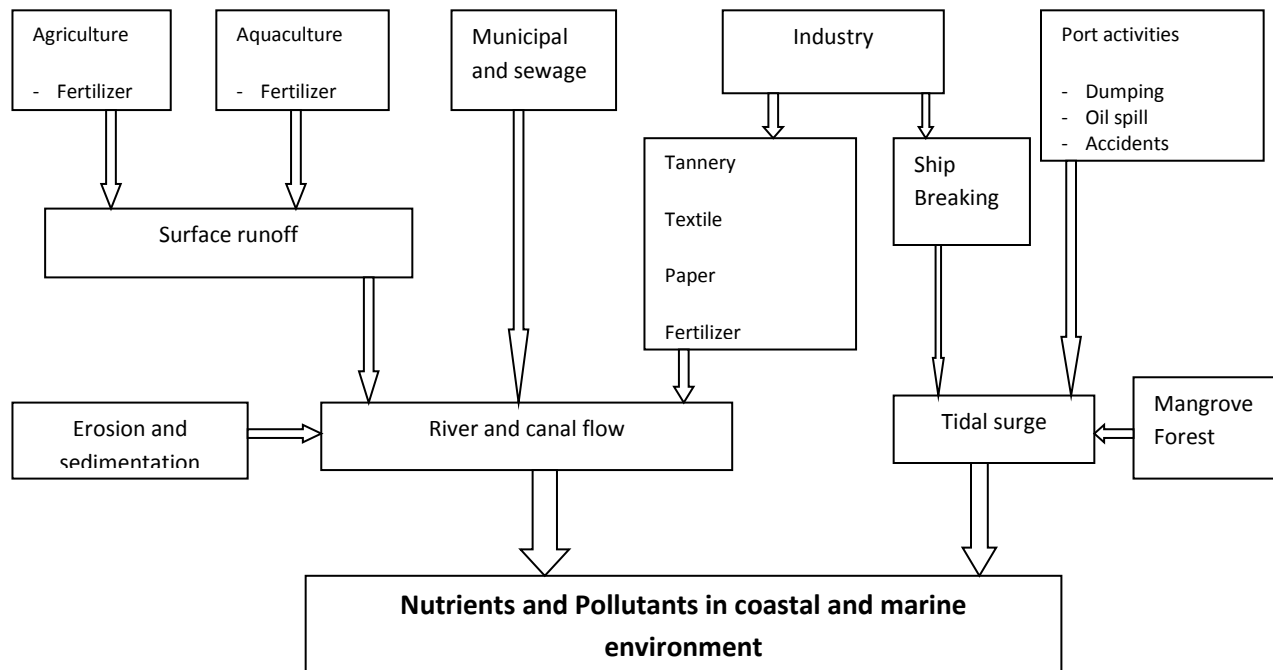 Agriculture
- Fertilizer
Aquaculture
- Fertilizer
Municipal
and sewage
Industry
Port activities
- Dumping
- Oil spill
- Accidents
Tannery
Textile
Paper
Fertilizer
Ship
Breaking
Surface runoff
Erosion and
sedimentation
River and canal flow
Tidal surge
Mangrove
Forest
Nutrients and Pollutants in coastal and marine
environment